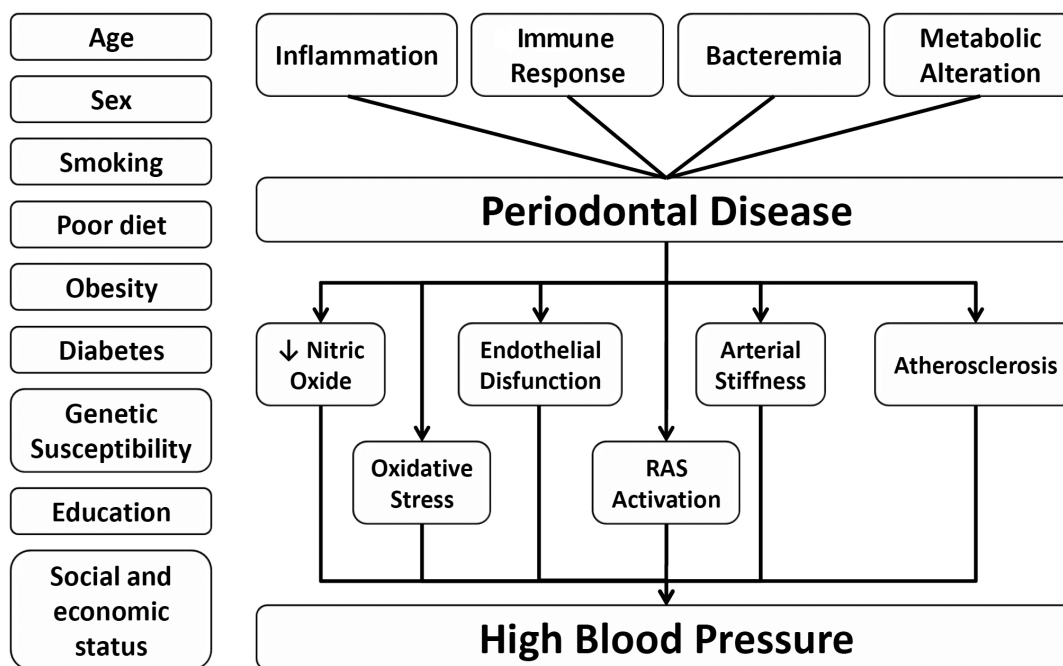 Age
Sex
Smoking
Poor diet
Obesity
Diabetes
Genetic
Susceptibility
Education
Social and
economic
status
Inflammation
Immune
Response
Bacteremia
Metabolic
Alteration
Periodontal Disease
↓ Nitric
Oxide
Endothelial
Disfunction
Arterial
Stiffness
Atherosclerosis
Oxidative
Stress
RAS
Activation
High Blood Pressure